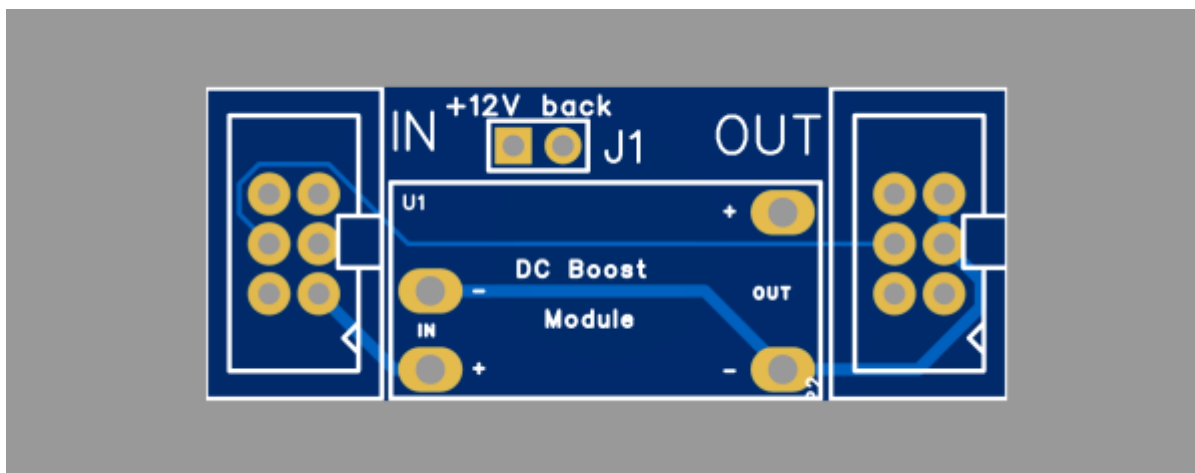 +12V back
IN
J1
OUT
U1
+
DC Boost
-
OUT
Module
IN
+
-